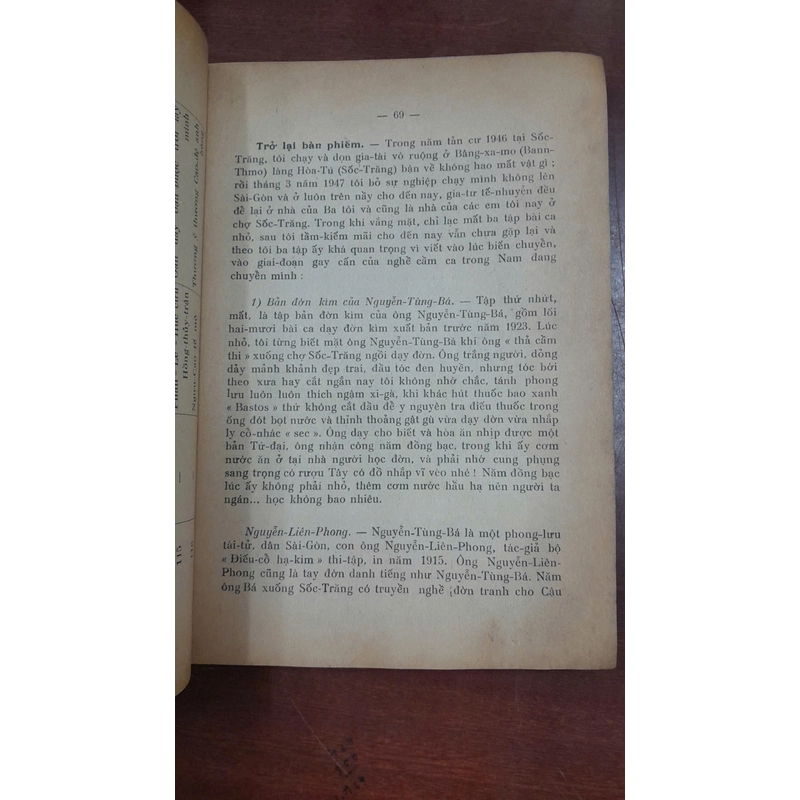 — 69 —
Trở lại bàn phiếm. — Trong năm tản cư 1946 tại Sốc-
Trăng, tôi chạy và dọn gia-tài vô ruộng ở Bâng-xa-mo (Bann-
Thmo) làng Hòa-Tú (Sốc-Trăng) bận về không hao mất vật gì ;
rồi tháng 3 năm 1947 tôi bỏ sự nghiệp chạy mình không lên
Sài-Gòn và ở luôn trên nầy cho đến nay, gia-tư tế-nhuyễn đều
để lại ở nhà của Ba tôi và cũng là nhà của các em tôi nay ở
chợ Sốc-Trăng. Trong khi vắng mặt, chỉ lạc mất ba tập bài ca
nhỏ, sau tôi tầm-kiếm mãi cho đến nay vẫn chưa gặp lại và
theo tôi ba tập ấy khá quan trọng vì viết vào lúc biến chuyển,
vào giai-đoạn gay cấn của nghề cầm ca trong Nam đang
chuyển mình :
1) Bản đờn kìm của Nguyễn-Tùng-Bá. — Tập thứ nhứt,
mất, là tập bản đờn kìm của ông Nguyễn-Tùng-Bá, gồm lối
hai-mươi bài ca dạy đờn kìm xuất bản trước năm 1923. Lúc
nhỏ, tôi từng biết mặt ông Nguyễn-Tùng-Bá khi ông « thả cầm
thi » xuống chợ Sốc-Trăng ngồi dạy đờn. Ông trắng người, dỏng
dảy mảnh khảnh đẹp trai, đầu tóc đen huyền, nhưng tóc bới
theo xưa hay cắt ngắn nay tôi không nhớ chắc, tánh phong
lưu luôn luôn thích ngậm xì-gà, khi khác hút thuốc bao xanh
« Bastos » thứ không cắt đầu để y nguyên tra điếu thuốc trong
ống đót bọt nước và thỉnh thoảng gật gù vừa dạy đờn vừa nhấp
ly cỏ-nhác « sec ». Ông dạy cho biết và hòa ăn nhịp được một
bản Tứ-đại, ông nhận công năm đồng bạc, trong khi ấy cơm
nước ăn ở tại nhà người học đờn, và phải nhớ cung phụng
sang trọng có rượu Tây có đồ nhắp vĩ vèo nhé ! Năm đồng bạc
lúc ấy không phải nhỏ, thêm cơm nước hầu hạ nên người ta
ngán... học không bao nhiêu.
Nguyễn-Liên-Phong. — Nguyễn-Tùng-Bá là một phong-lưu
tài-tử, dân Sài-Gòn, con ông Nguyễn-Liên-Phong, tác-giả bộ
« Điếu-cổ hạ-kim » thi-tập, in năm 1915. Ông Nguyễn-Liên-
Phong cũng là tay đờn danh tiếng như Nguyễn-Tùng-Bá. Năm
ông Bá xuống Sốc-Trăng có truyền nghề đờn tranh cho Cậu
Hồng-thủy-trận
115